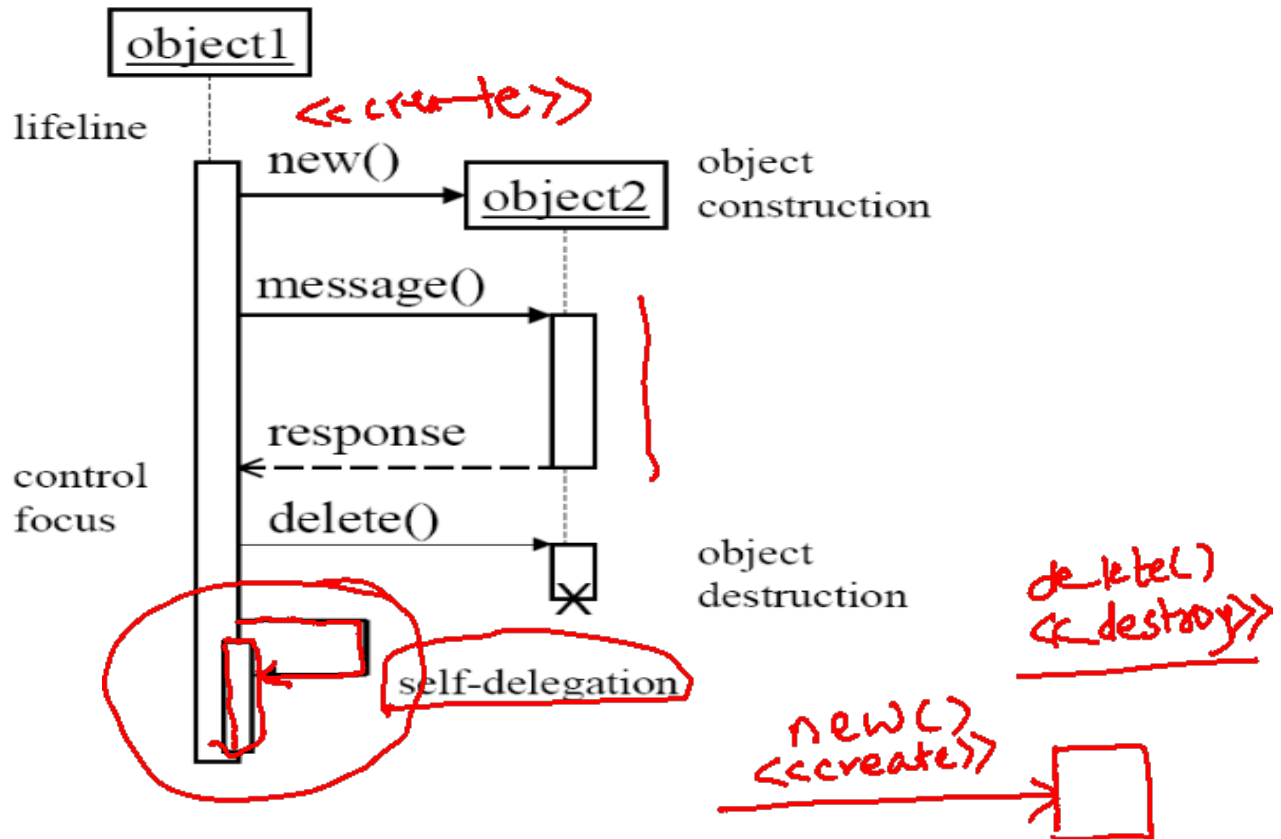 object1
<<create>>
lifeline
new()
object2
object
construction
message()
response
control
focus
delete()
object
destruction
delete()
<<destroy>>
self-delegation
new()
<<create>>